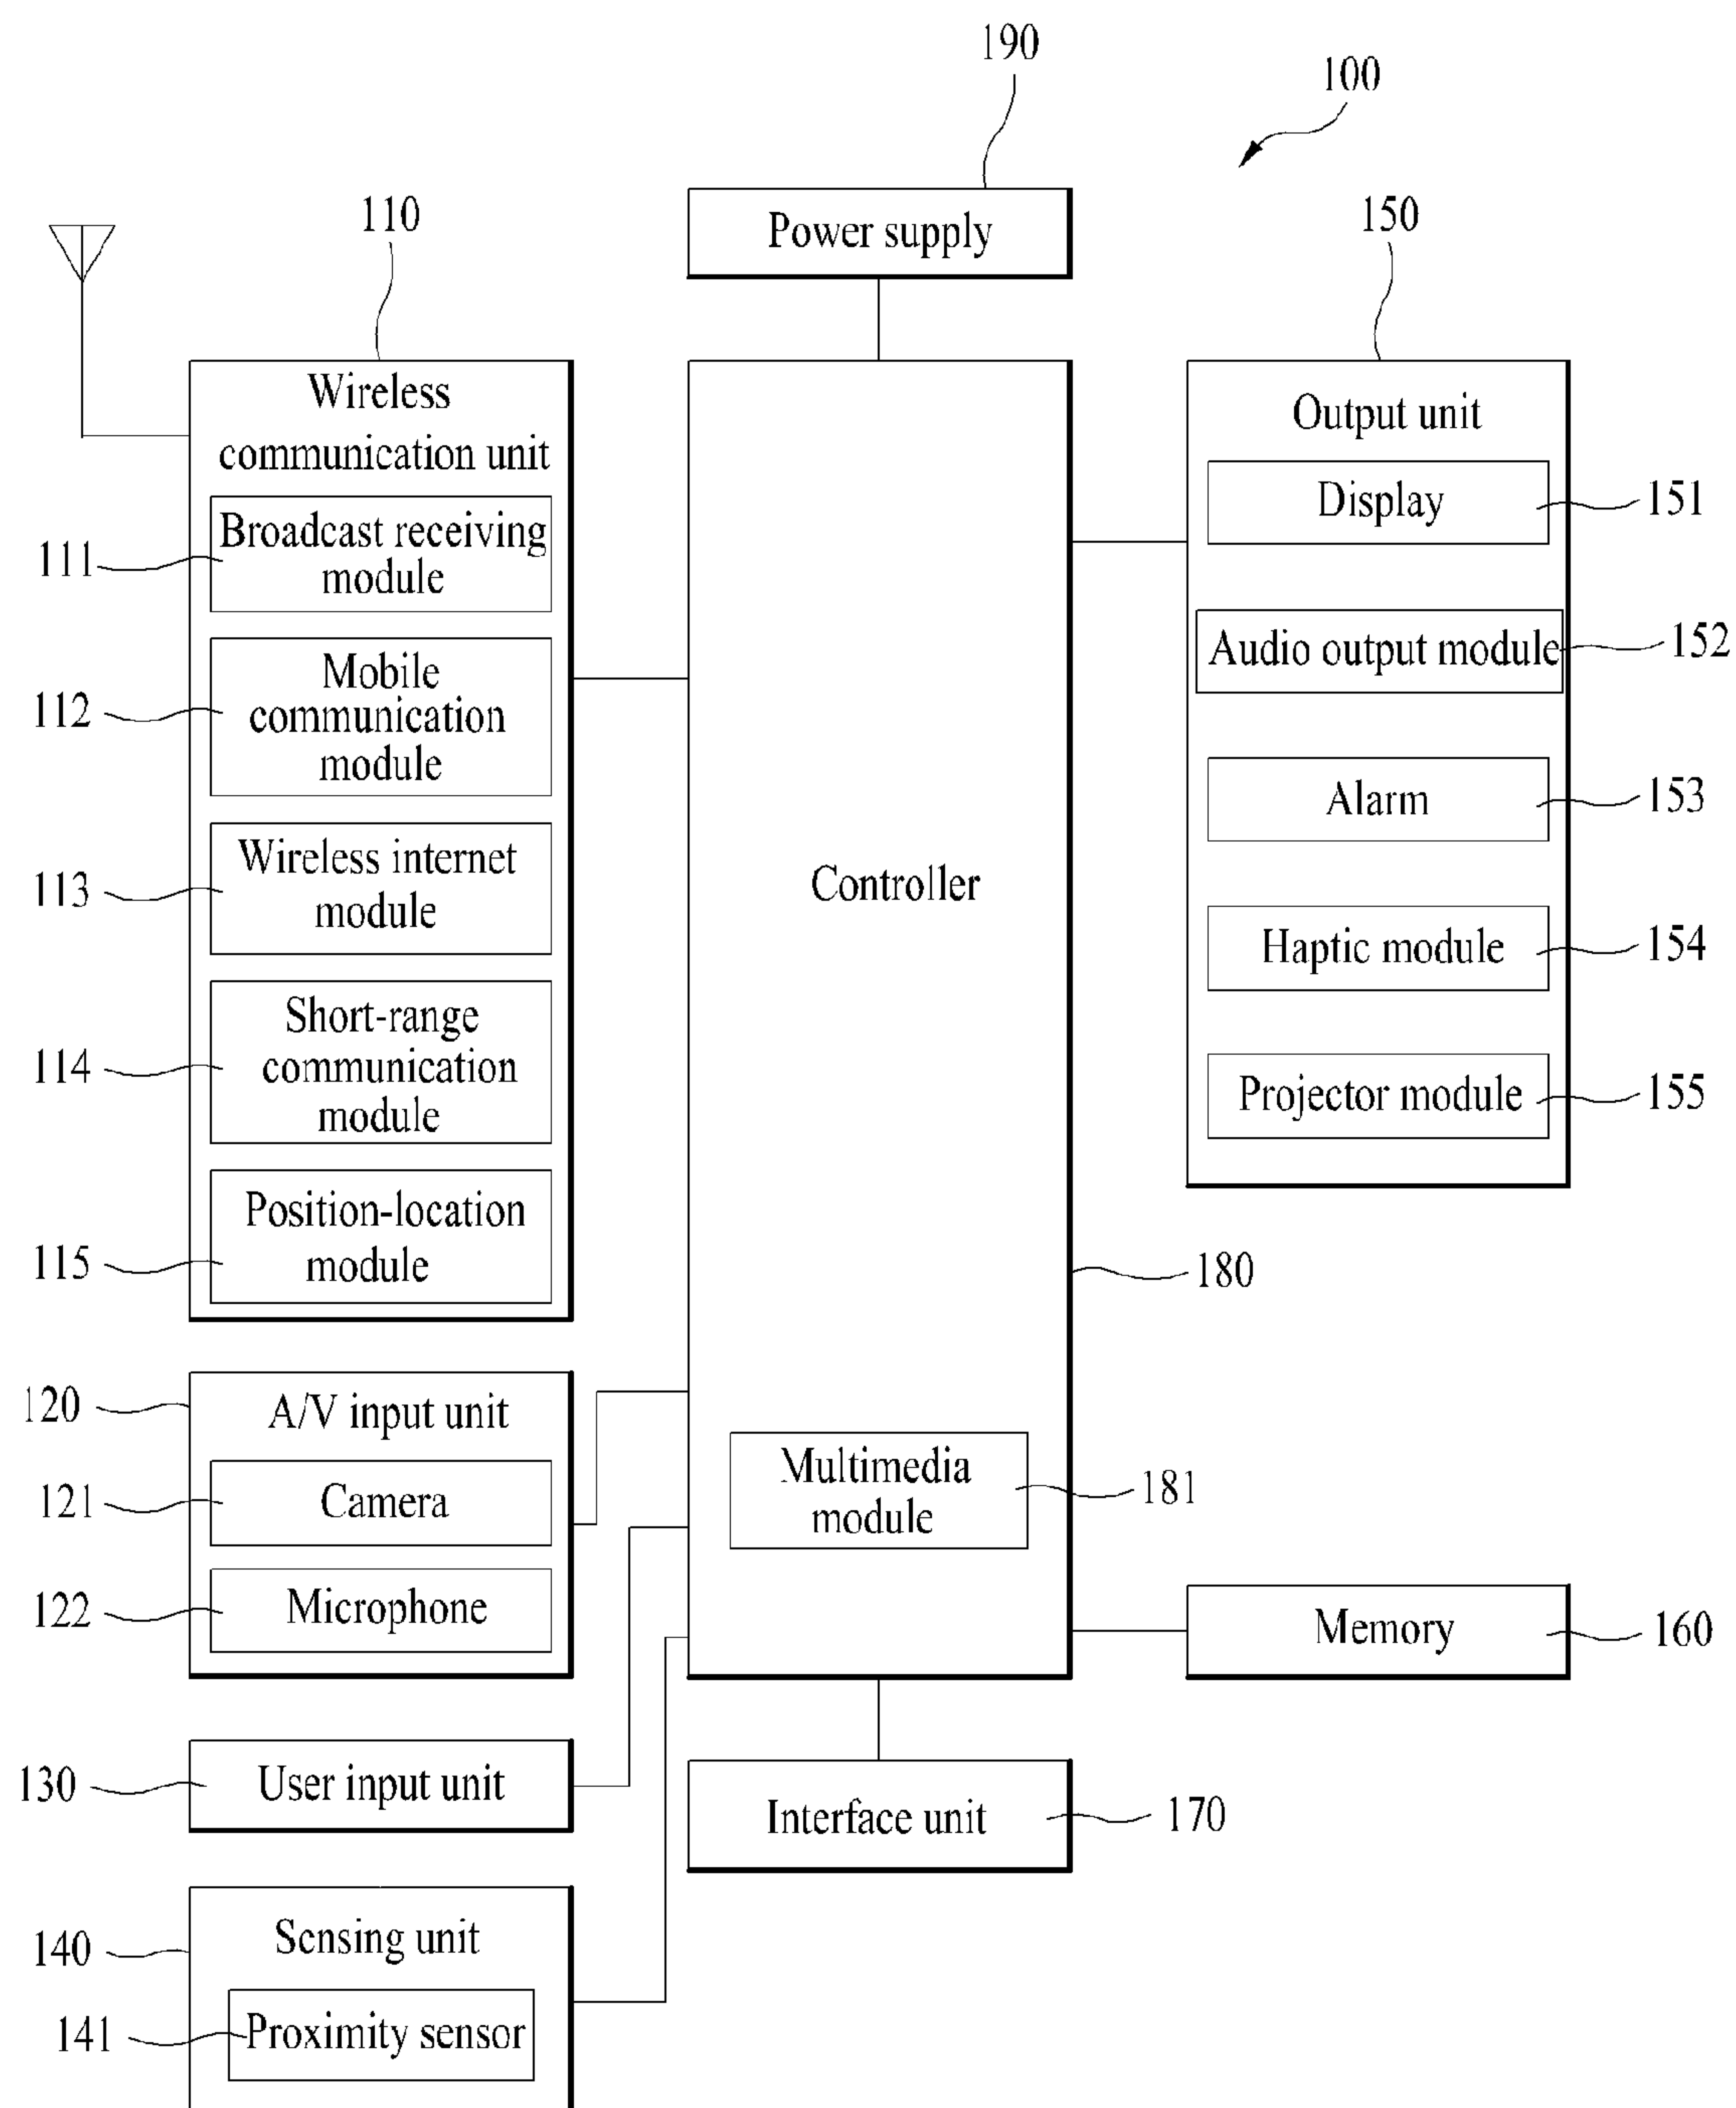 190
100
Power supply
110
Wireless
communication unit
111
Broadcast receiving
module
112
Mobile
communication
module
113
Wireless internet
module
114
Short-range
communication
module
115
Position-location
module
120
A/V input unit
121
Camera
122
Microphone
130
User input unit
140
Sensing unit
141
Proximity sensor
Controller
180
Multimedia
module
181
Interface unit
170
150
Output unit
Display
151
Audio output module
152
Alarm
153
Haptic module
154
Projector module
155
Memory
160